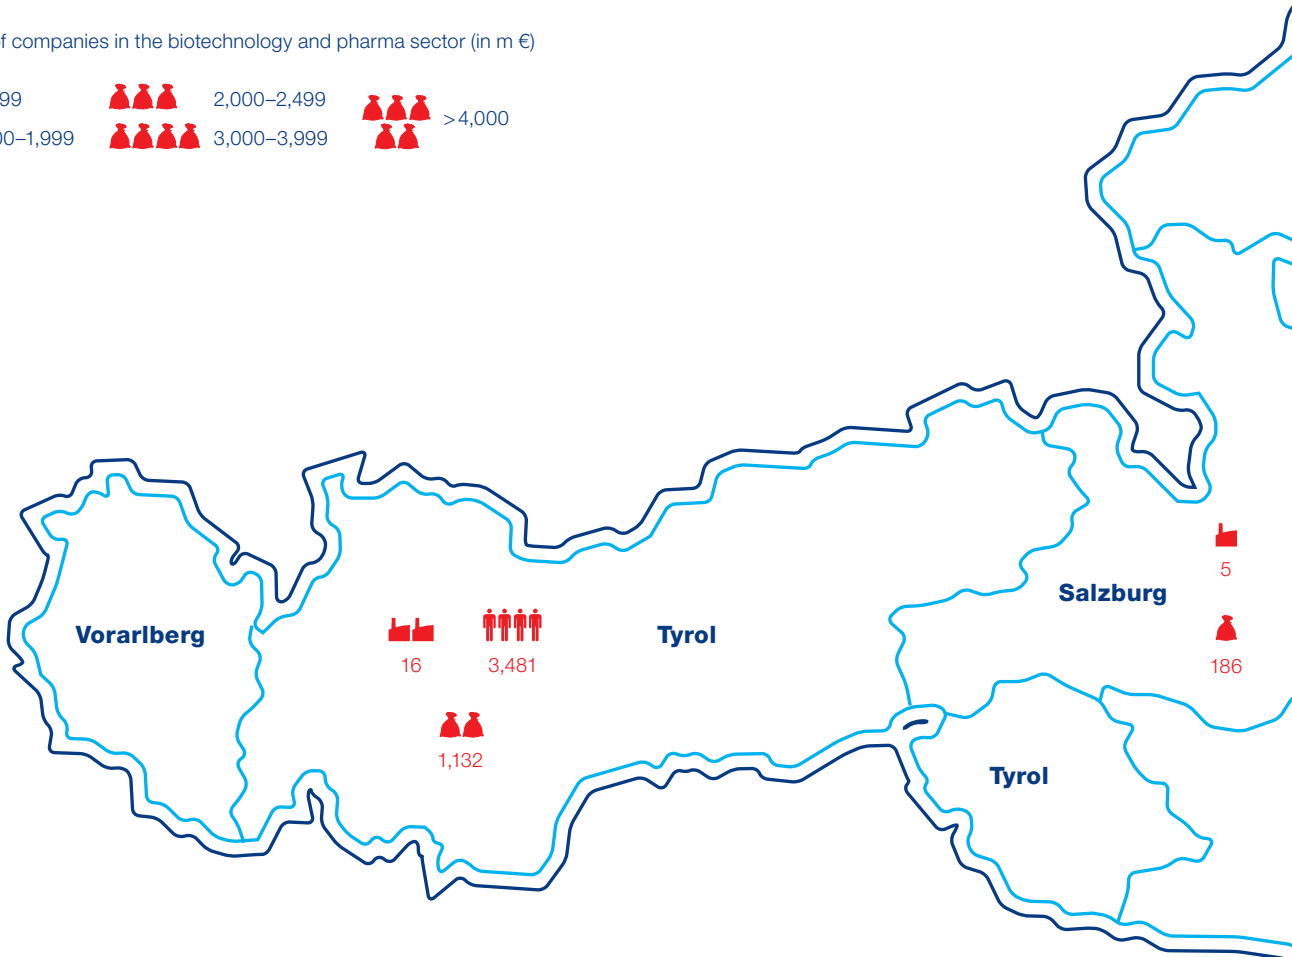 of companies in the biotechnology and pharma sector (in m €)
99 2,000–2,499
00–1,999 3,000–3,999
>4,000
5
Salzburg
186
Vorarlberg
Tyrol
16 3,481
1,132
Tyrol